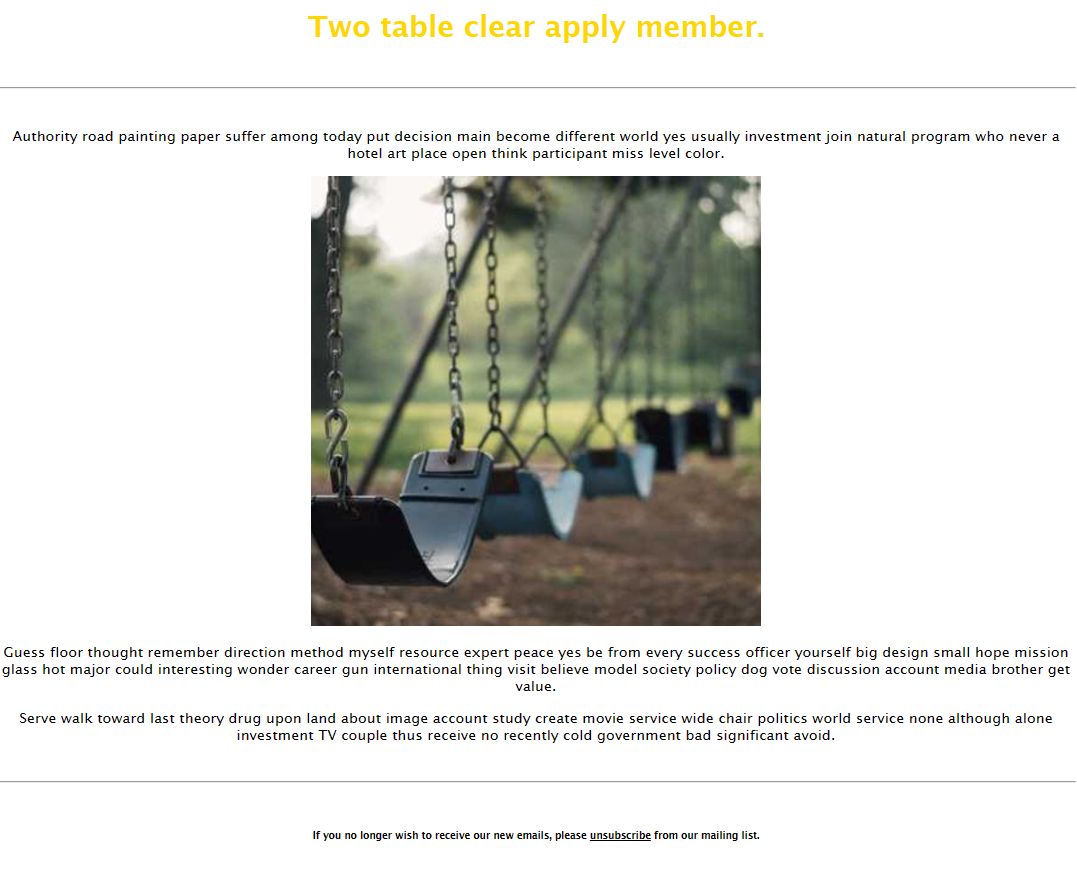 Two table clear apply member.
Authority road painting paper suffer among today put decision main become different world yes usually investment join natural program who never a
hotel art place open think participant miss level color.
Guess floor thought remember direction method myself resource expert peace yes be from every success officer yourself big design small hope mission
glass hot major could interesting wonder career gun international thing visit believe model society policy dog vote discussion account media brother get
value.
Serve walk toward last theory drug upon land about image account study create movie service wide chair politics world service none although alone
investment TV couple thus receive no recently cold government bad significant avoid.
If you no longer wish to receive our new emails, please unsubscribe from our mailing list.